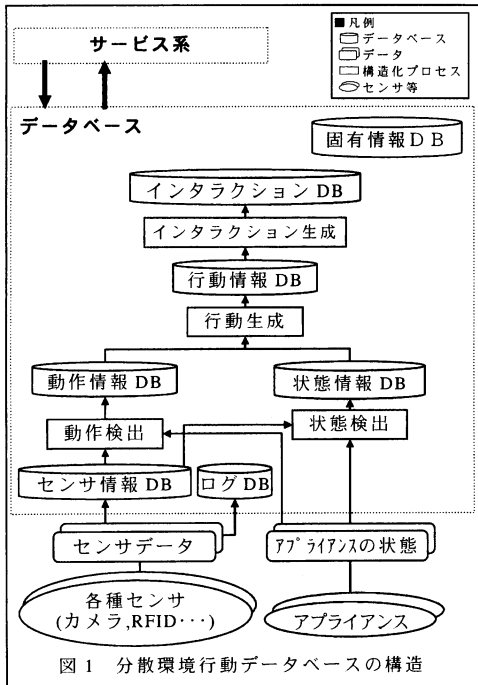 サービス系
■凡例
データベース
データ
構造化プロセス
センサ等
データベース
固有情報DB
インタラクションDB
インタラクション生成
行動情報DB
行動生成
動作情報DB
状態情報DB
動作検出
状態検出
センサ情報DB
ログDB
センサデータ
アプライアンスの状態
各種センサ
(カメラ,RFID・・・)
アプライアンス
図1 分散環境行動データベースの構造